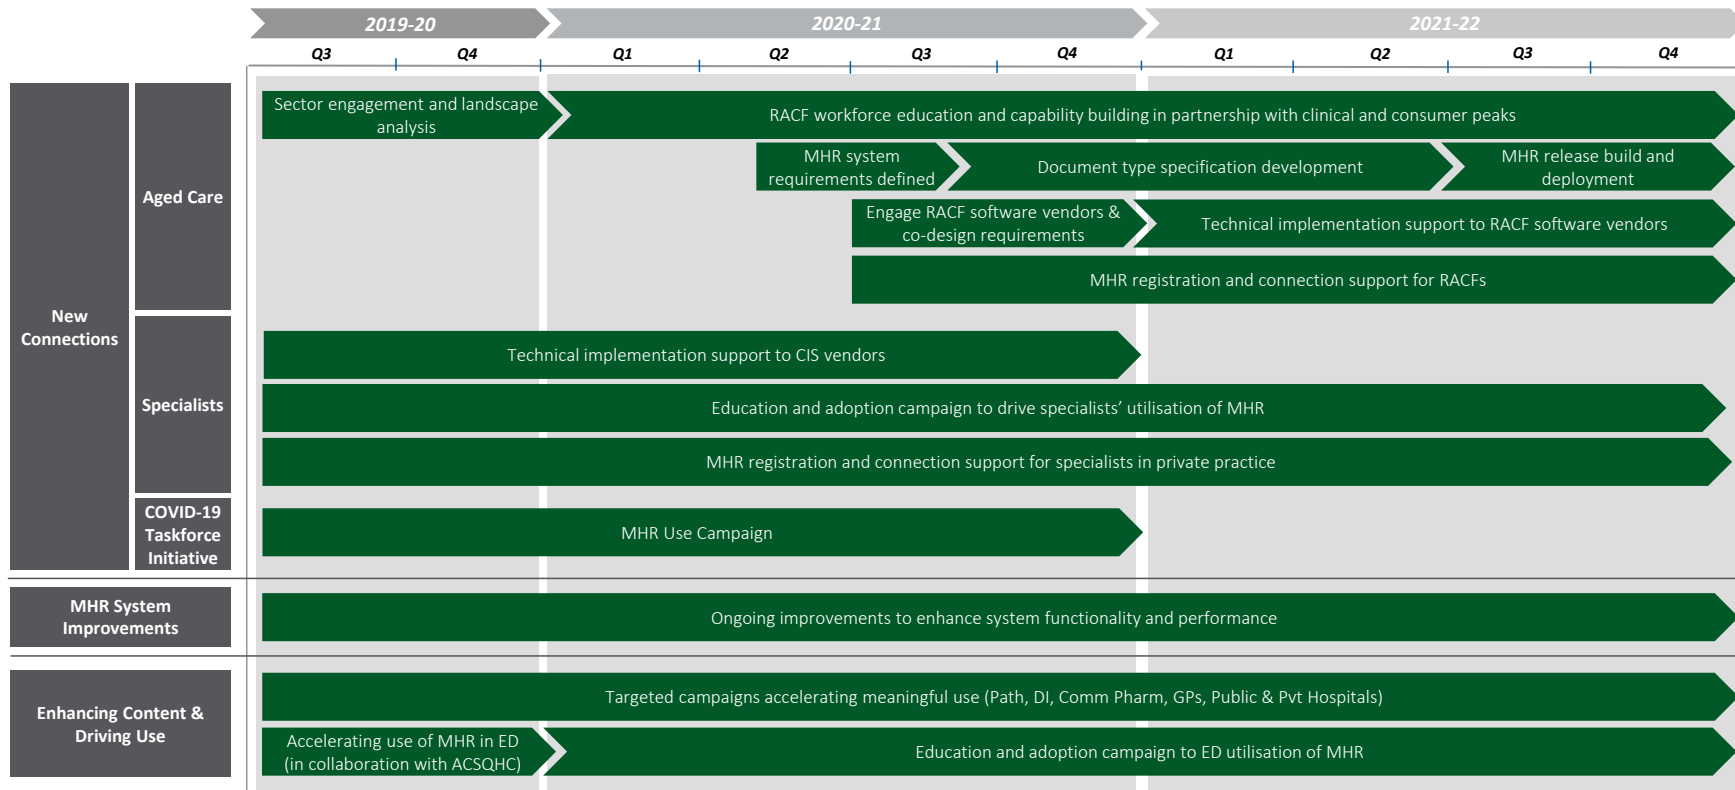 2019-20
2020-21
2021-22
Q3
Q4
Q1
Q2
Q3
Q4
Q1
Q2
Q3
Q4
New
Connections
Aged Care
Sector engagement and landscape
analysis
RACF workforce education and capability building in partnership with clinical and consumer peaks
MHR system
requirements defined
Document type specification development
MHR release build and
deployment
Engage RACF software vendors &
co-design requirements
Technical implementation support to RACF software vendors
MHR registration and connection support for RACFs
Specialists
Technical implementation support to CIS vendors
Education and adoption campaign to drive specialists’ utilisation of MHR
MHR registration and connection support for specialists in private practice
COVID-19
Taskforce
Initiative
MHR Use Campaign
MHR System
Improvements
Ongoing improvements to enhance system functionality and performance
Enhancing Content &
Driving Use
Targeted campaigns accelerating meaningful use (Path, DI, Comm Pharm, GPs, Public & Pvt Hospitals)
Accelerating use of MHR in ED
(in collaboration with ACSQHC)
Education and adoption campaign to ED utilisation of MHR